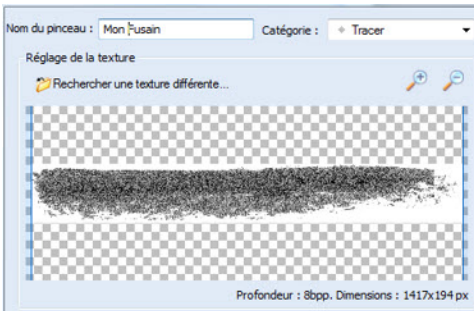 Nom du pinceau : Mon Fusain Catégorie : Tracer
Réglage de la texture
Rechercher une texture différente...
Profondeur : 8bpp. Dimensions : 1417x194 px